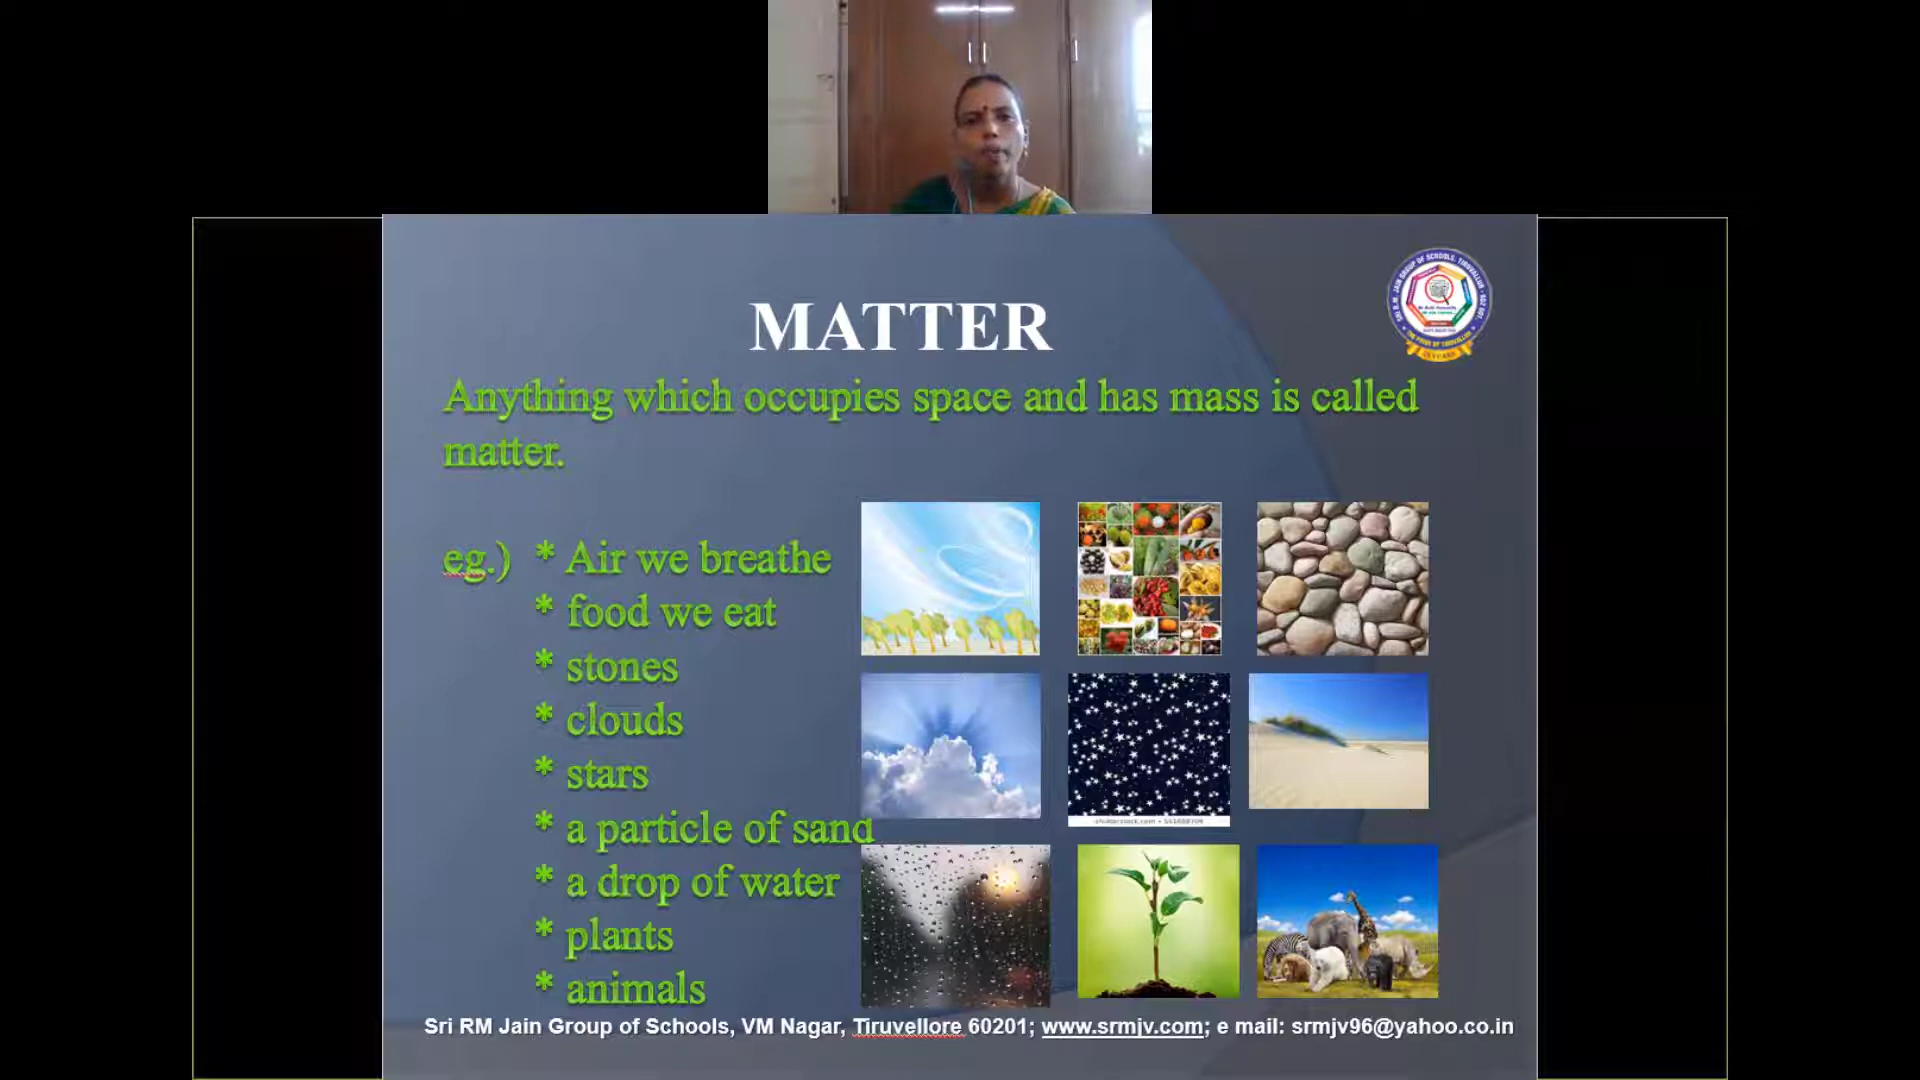 MATTER
Anything which occupies space and has mass is called
matter.
eg.) * Air we breathe
* food we eat
* stones
* clouds
* stars
* a particle of sand
* a drop of water
* plants
* animals
Sri RM Jain Group of Schools, VM Nagar, Tiruvellore 60201; www.srmjv.com; e mail: srmjv96@yahoo.co.in